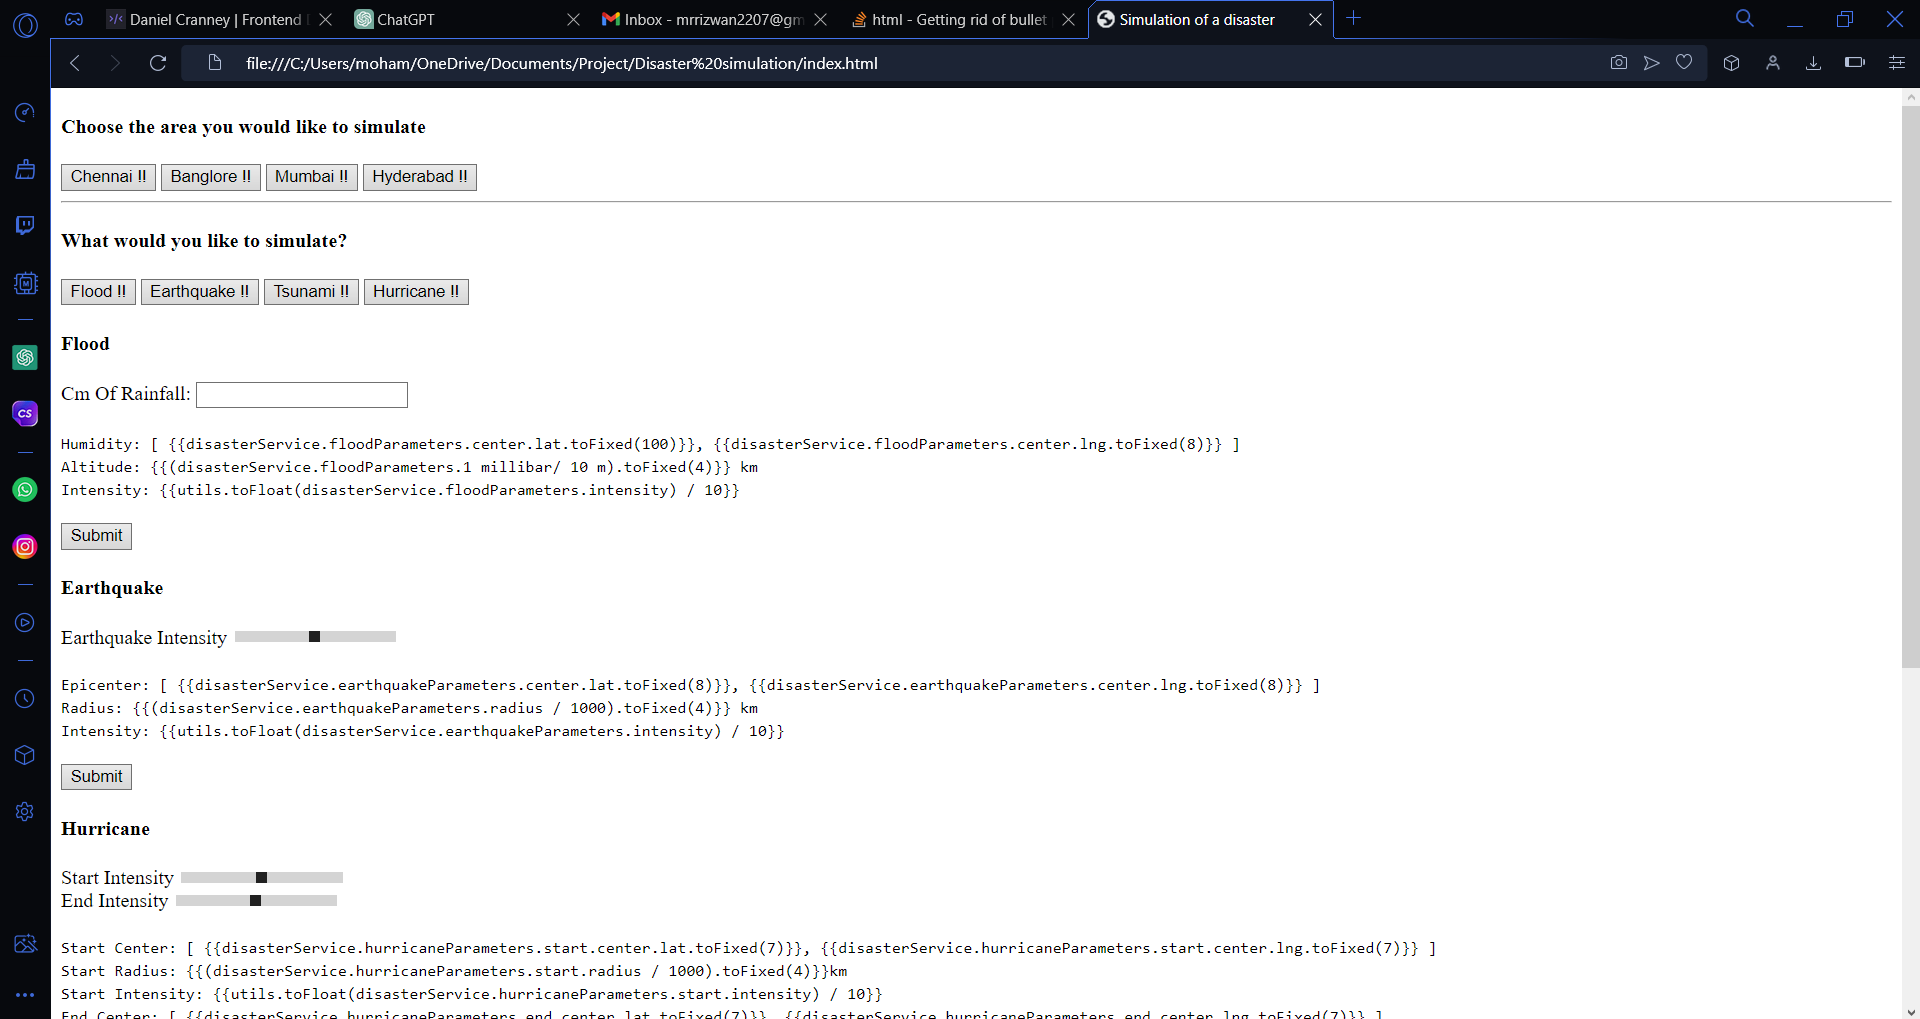 Daniel Cranney | Frontend
ChatGPT
Inbox - mrrizwan2207@gm
html - Getting rid of bullet
Simulation of a disaster
file:///C:/Users/moham/OneDrive/Documents/Project/Disaster%20simulation/index.html
Choose the area you would like to simulate
Chennai !! Banglore !! Mumbai !! Hyderabad !!
What would you like to simulate?
Flood !! Earthquake !! Tsunami !! Hurricane !!
Flood
Cm Of Rainfall:
Humidity: [ {{disasterService.floodParameters.center.lat.toFixed(100)}}, {{disasterService.floodParameters.center.lng.toFixed(8)}} ]
Altitude: {{(disasterService.floodParameters.1 millibar/ 10 m).toFixed(4)}} km
Intensity: {{utils.toFloat(disasterService.floodParameters.intensity) / 10}}
Submit
Earthquake
Earthquake Intensity
Epicenter: [ {{disasterService.earthquakeParameters.center.lat.toFixed(8)}}, {{disasterService.earthquakeParameters.center.lng.toFixed(8)}} ]
Radius: {{(disasterService.earthquakeParameters.radius / 1000).toFixed(4)}} km
Intensity: {{utils.toFloat(disasterService.earthquakeParameters.intensity) / 10}}
Submit
Hurricane
Start Intensity
End Intensity
Start Center: [ {{disasterService.hurricaneParameters.start.center.lat.toFixed(7)}}, {{disasterService.hurricaneParameters.start.center.lng.toFixed(7)}} ]
Start Radius: {{(disasterService.hurricaneParameters.start.radius / 1000).toFixed(4)}}km
Start Intensity: {{utils.toFloat(disasterService.hurricaneParameters.start.intensity) / 10}}
End Center: [ {{disasterService.hurricaneParameters.end.center.lat.toFixed(7)}}, {{disasterService.hurricaneParameters.end.center.lng.toFixed(7)}} ]